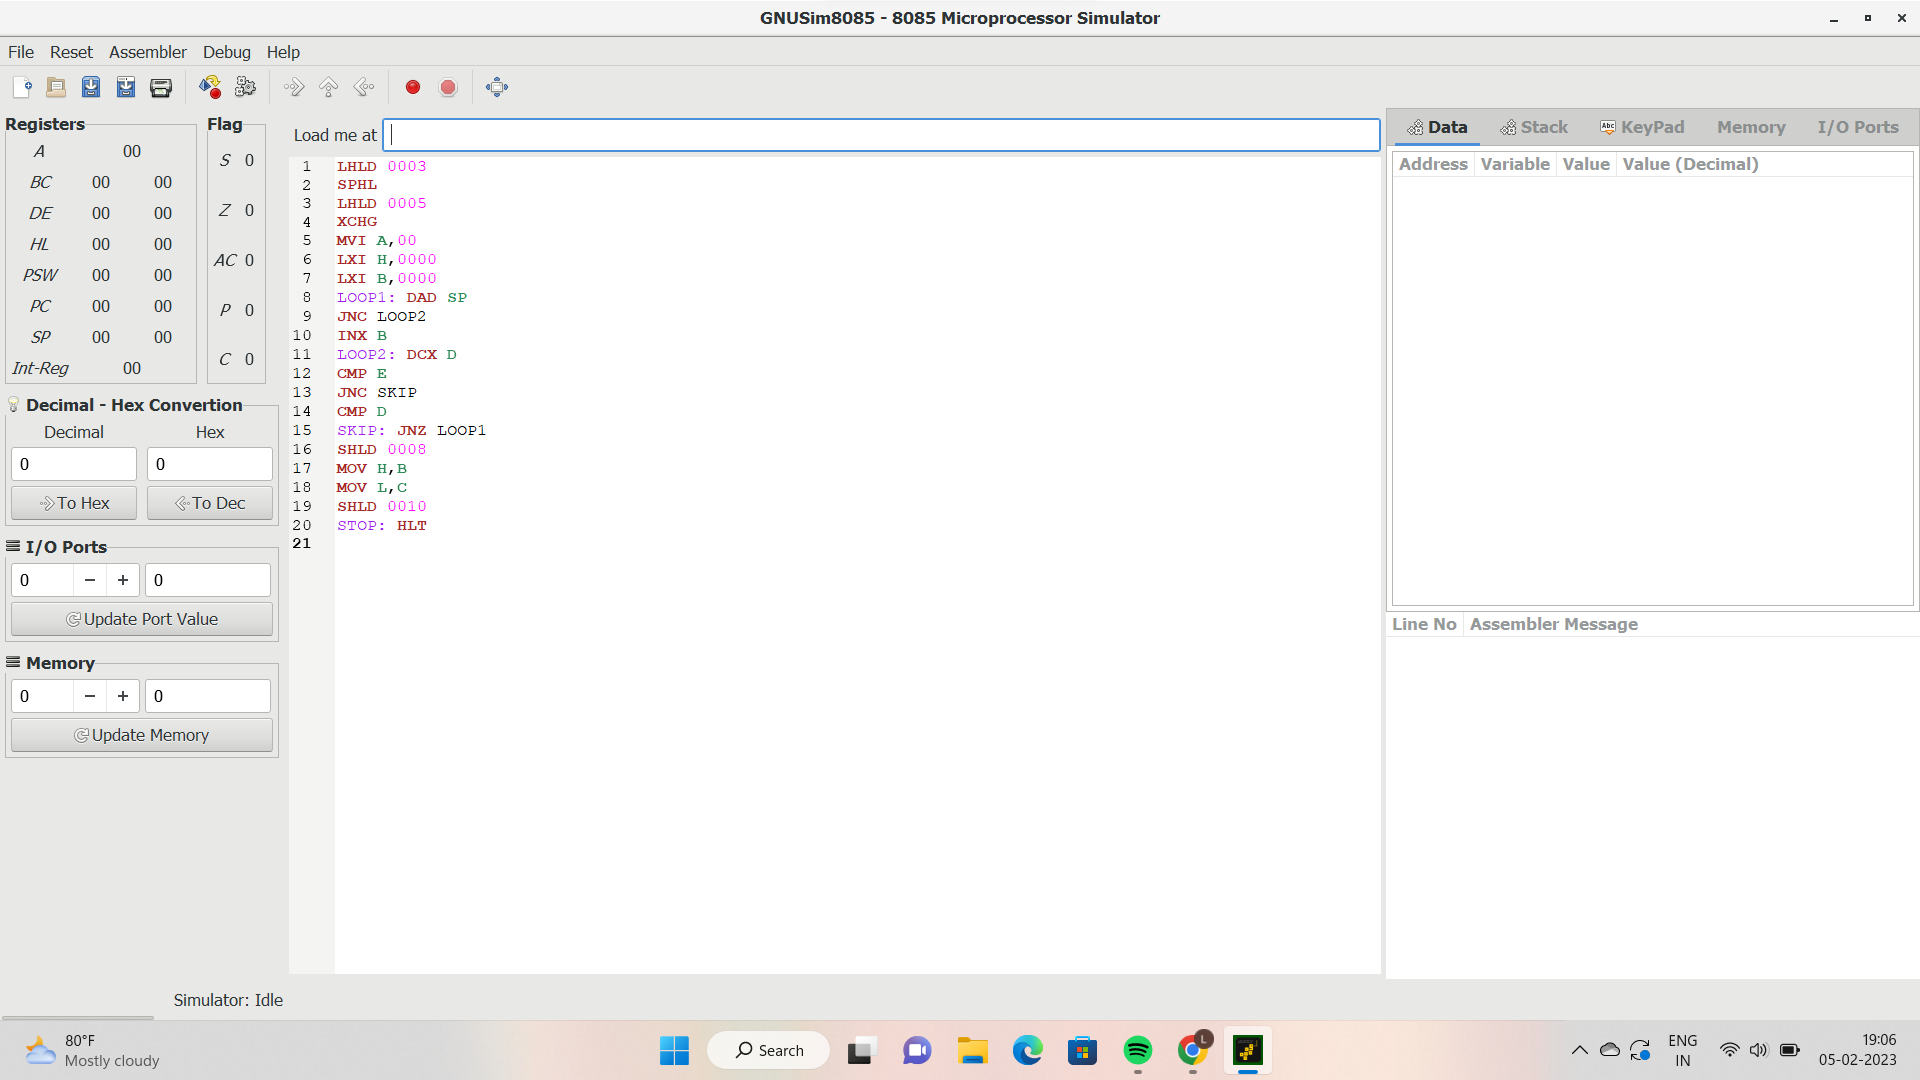 GNUSim8085 - 8085 Microprocessor Simulator
File Reset Assembler Debug Help
Registers
A 00
BC 00 00
DE 00 00
HL 00 00
PSW 00 00
PC 00 00
SP 00 00
Int-Reg 00
Flag
S 0
Z 0
AC 0
P 0
C 0
Decimal - Hex Convertion
Decimal Hex
0 0
To Hex To Dec
I/O Ports
0 − + 0
Update Port Value
Memory
0 − + 0
Update Memory
Load me at
1 LHLD 0003
2 SPHL
3 LHLD 0005
4 XCHG
5 MVI A,00
6 LXI H,0000
7 LXI B,0000
8 LOOP1: DAD SP
9 JNC LOOP2
10 INX B
11 LOOP2: DCX D
12 CMP E
13 JNC SKIP
14 CMP D
15 SKIP: JNZ LOOP1
16 SHLD 0008
17 MOV H,B
18 MOV L,C
19 SHLD 0010
20 STOP: HLT
21
Data Stack Abc KeyPad Memory I/O Ports
Address Variable Value Value (Decimal)
Line No Assembler Message
Simulator: Idle
80°F
Mostly cloudy
Search
L
ENG
IN
19:06
05-02-2023